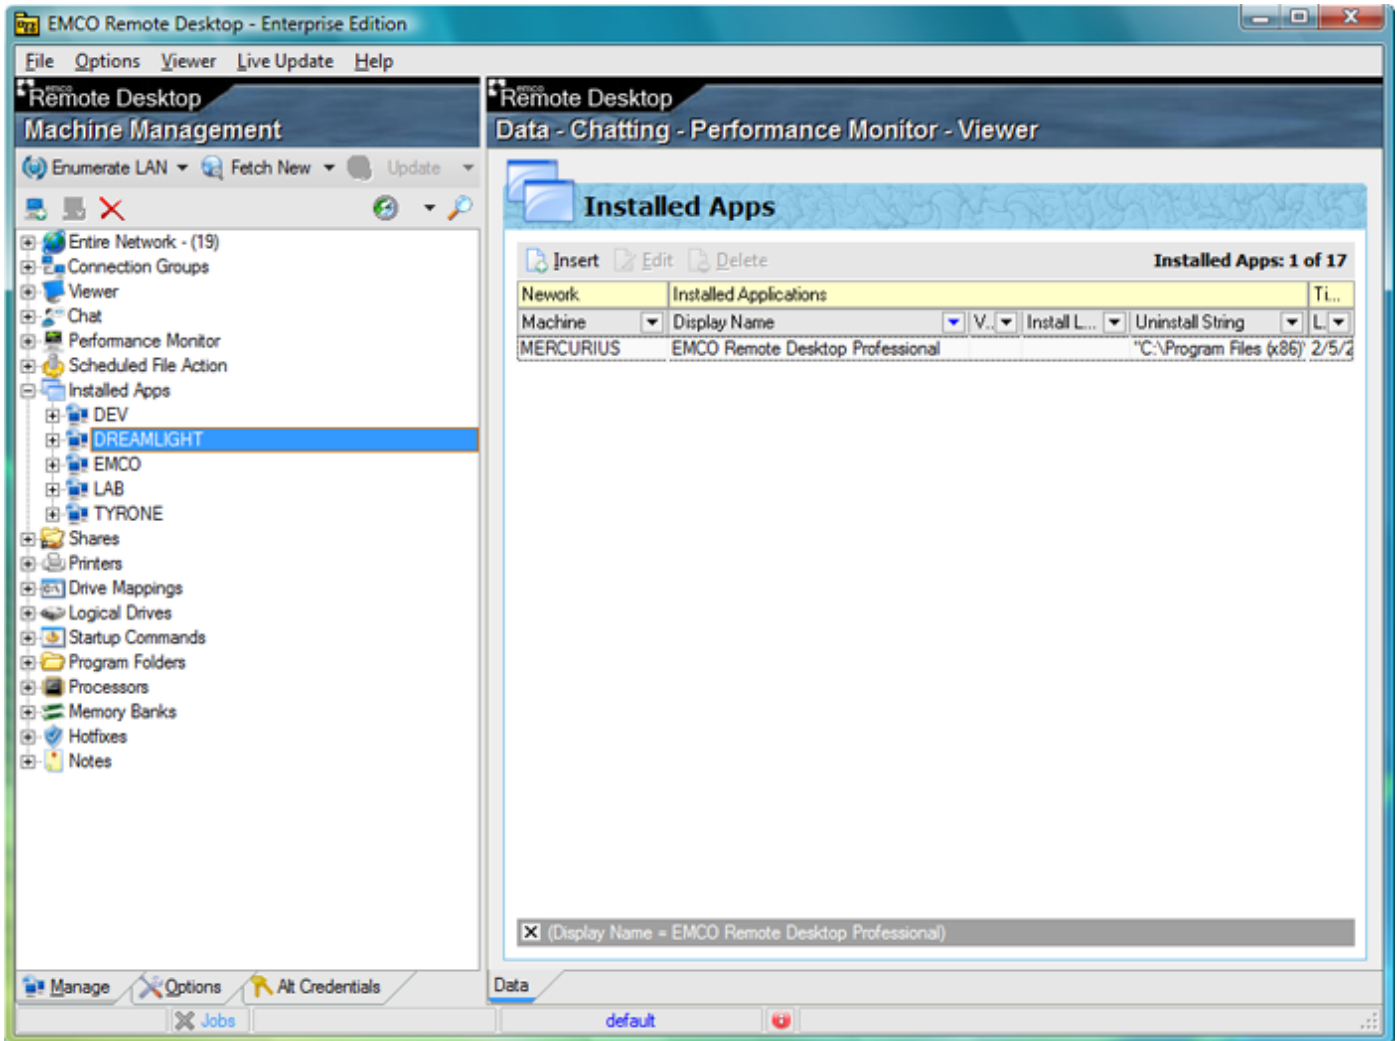 EMCO Remote Desktop - Enterprise Edition
File Options Viewer Live Update Help
emco
Remote Desktop
Machine Management
Enumerate LAN Fetch New Update
Entire Network - (19)
Connection Groups
Viewer
Chat
Performance Monitor
Scheduled File Action
Installed Apps
DEV
DREAMLIGHT
EMCO
LAB
TYRONE
Shares
Printers
Drive Mappings
Logical Drives
Startup Commands
Program Folders
Processors
Memory Banks
Hotfixes
Notes
Manage Options Alt Credentials
Jobs
emco
Remote Desktop
Data - Chatting - Performance Monitor - Viewer
Installed Apps
Insert Edit Delete Installed Apps: 1 of 17
Nework Installed Applications Ti...
Machine Display Name V... Install L... Uninstall String L.
MERCURIUS EMCO Remote Desktop Professional "C:\Program Files (x86)\ 2/5/2
(Display Name = EMCO Remote Desktop Professional)
Data
default